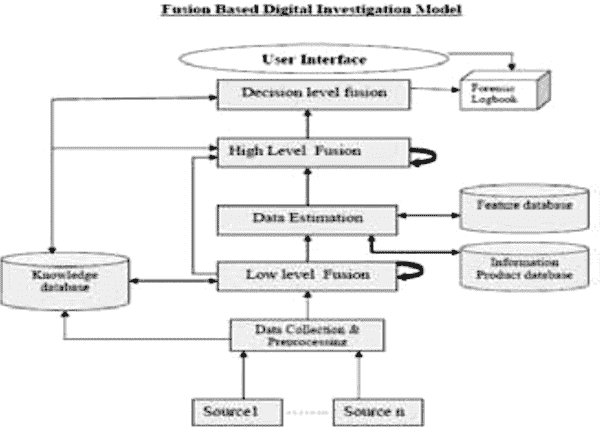 Fusion Based Digital Investigation Model
User Interface
Decision level fusion
Forensic
Logbook
High Level Fusion
Data Estimation
Feature database
Knowledge
database
Low level Fusion
Information
Product database
Data Collection &
Preprocessing
Source1
Source n